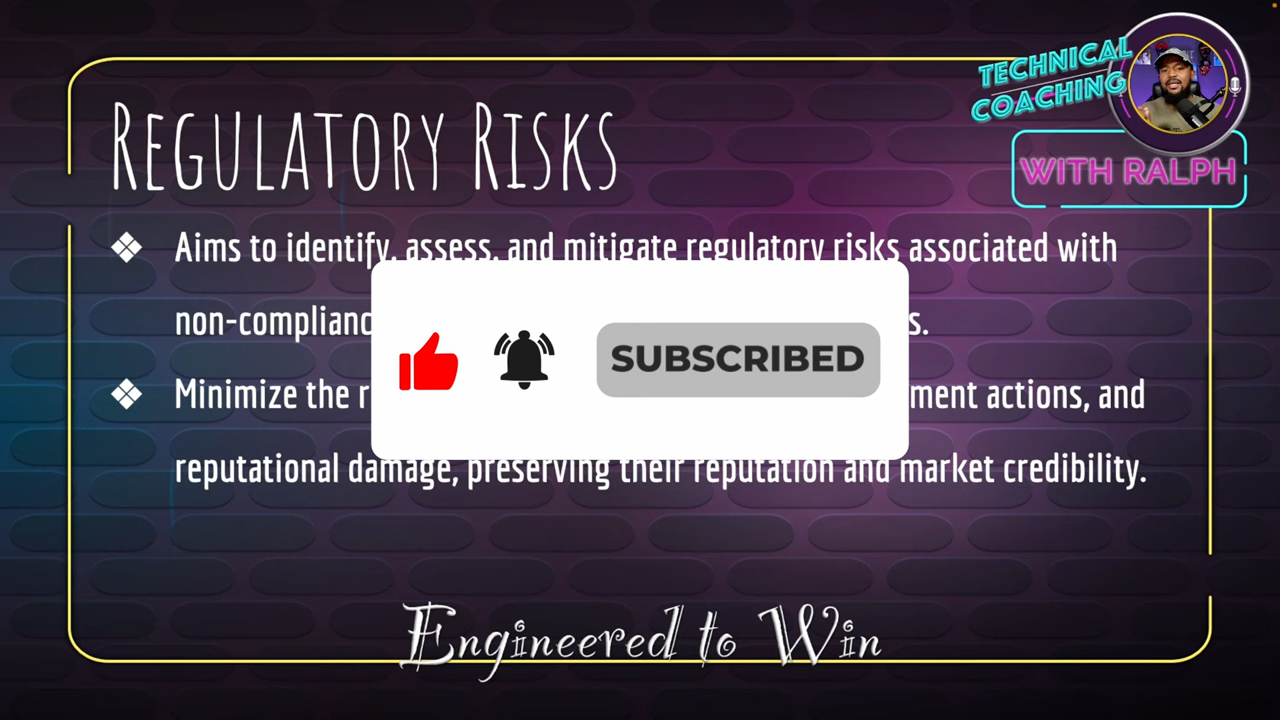 TECHNICAL
COACHING
WITH RALPH
REGULATORY RISKS
Aims to identify, assess, and mitigate regulatory risks associated with
non-complianc s.
SUBSCRIBED
Minimize the r ment actions, and
reputational damage, preserving their reputation and market credibility.
Engineered to Win